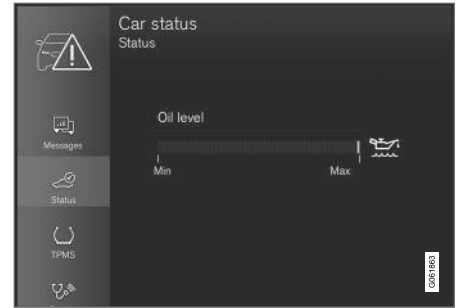 Car status
Status
Oil level
Min Max
Messages
Status
TPMS
G061863